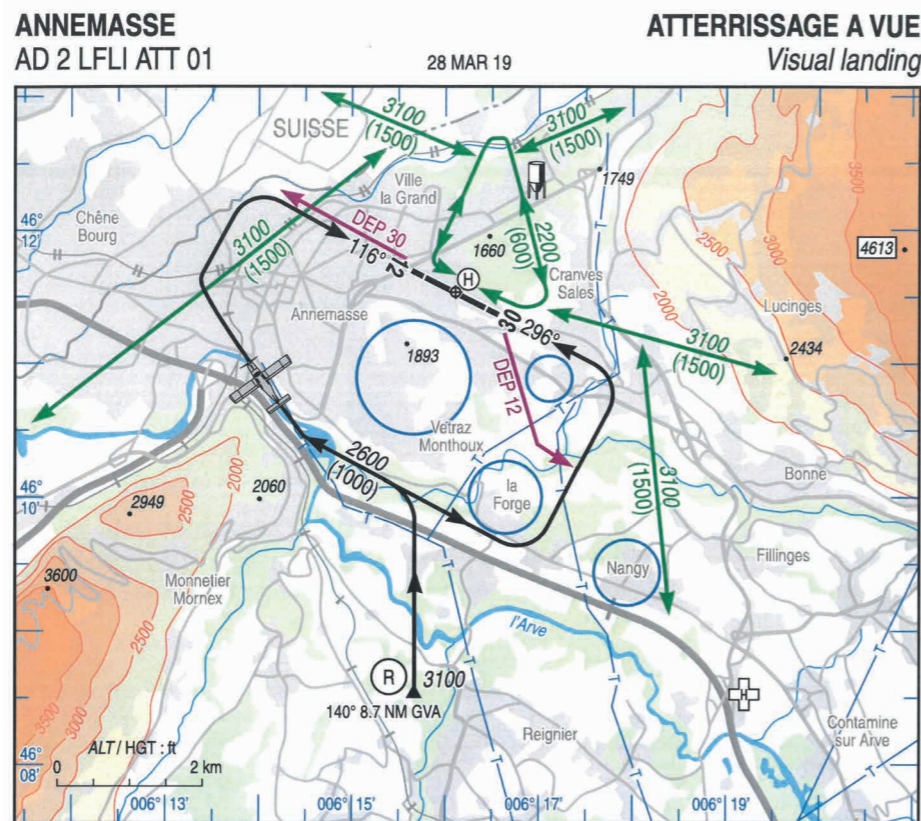 ANNEMASSE
AD 2 LFLI ATT 01
28 MAR 19
ATTERRISSAGE A VUE
Visual landing
SUISSE
3100
(1500)
3100
(1500)
Ville
la Grand
1749
46°
12'
Chêne
Bourg
3100
(1500)
DEP 30
116°
12
1660
2200
(600)
H
Cranves
Sales
2500
3000
3500
4613
2000
Lucinges
Annemasse
30
296°
1893
3100
(1500)
2434
DEP 12
Vetraz
Monthoux
2600
(1000)
3100
(1500)
46°
10'
2949
2500
2000
2060
la
Forge
Bonne
3600
Monnetier
Mornex
2500
Nangy
Fillinges
l'Arve
R
3100
140° 8.7 NM GVA
H
3500
3000
Reignier
Contamine
sur Arve
46°
08'
ALT / HGT : ft
0
2 km
006° 13'
006° 15'
006° 17'
006° 19'
T
T
T
T
T
T